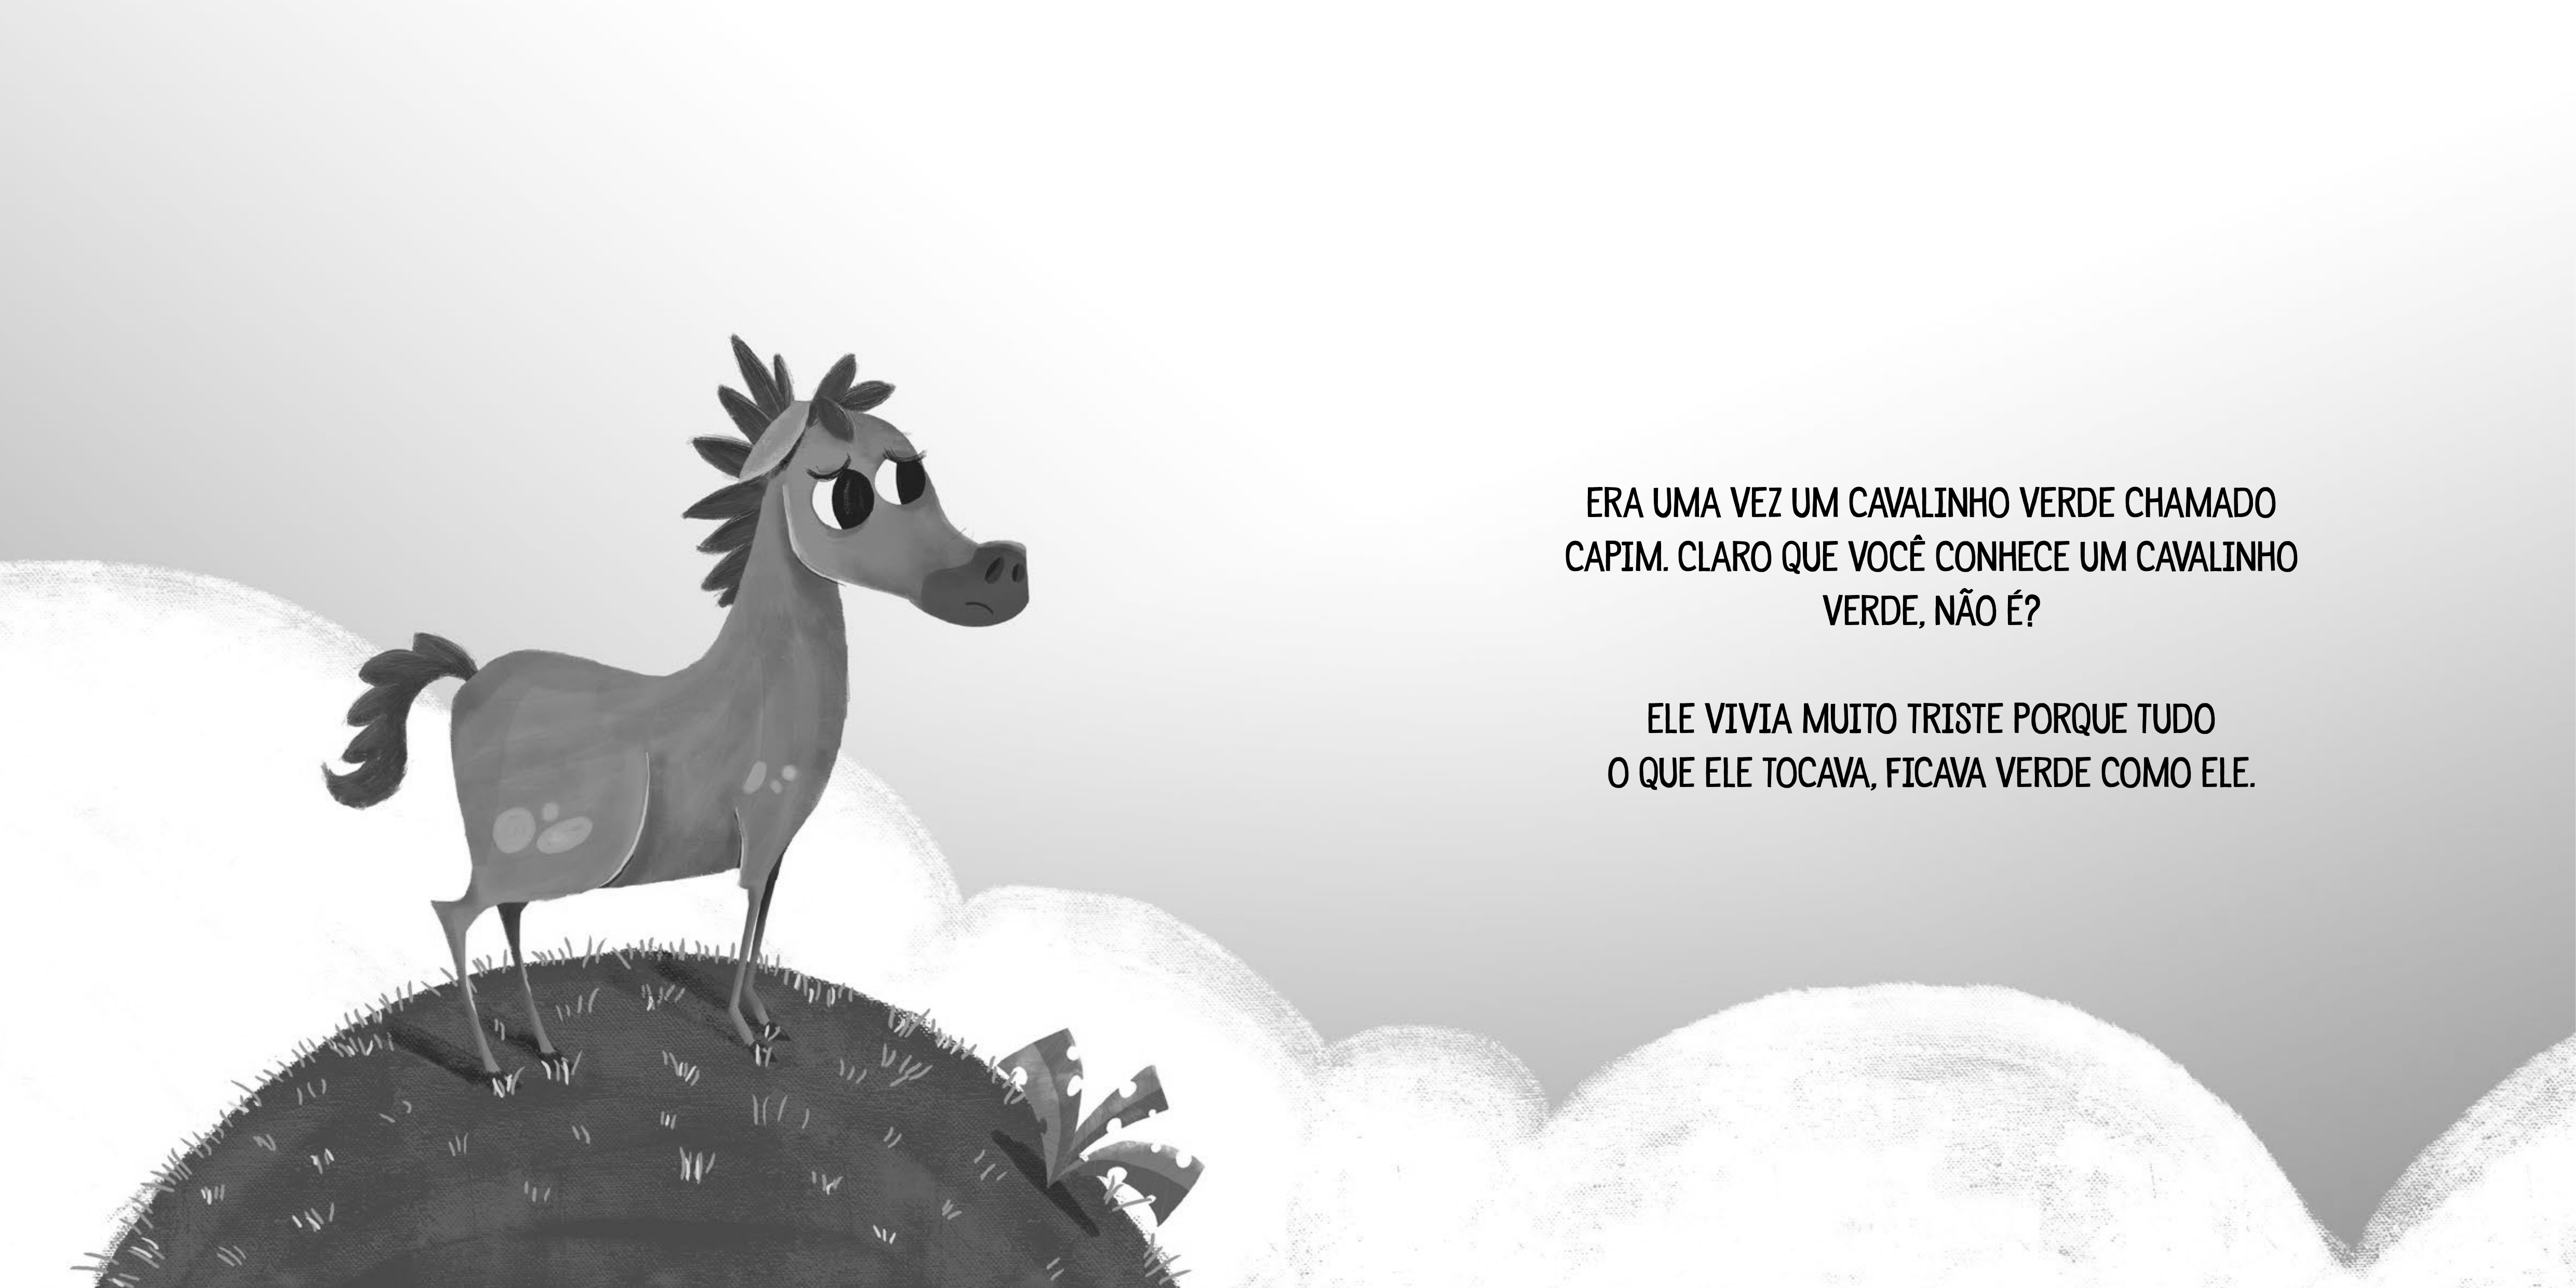 ERA UMA VEZ UM CAVALINHO VERDE CHAMADO
CAPIM. CLARO QUE VOCÊ CONHECE UM CAVALINHO
VERDE, NÃO É?
ELE VIVIA MUITO TRISTE PORQUE TUDO
O QUE ELE TOCAVA, FICAVA VERDE COMO ELE.